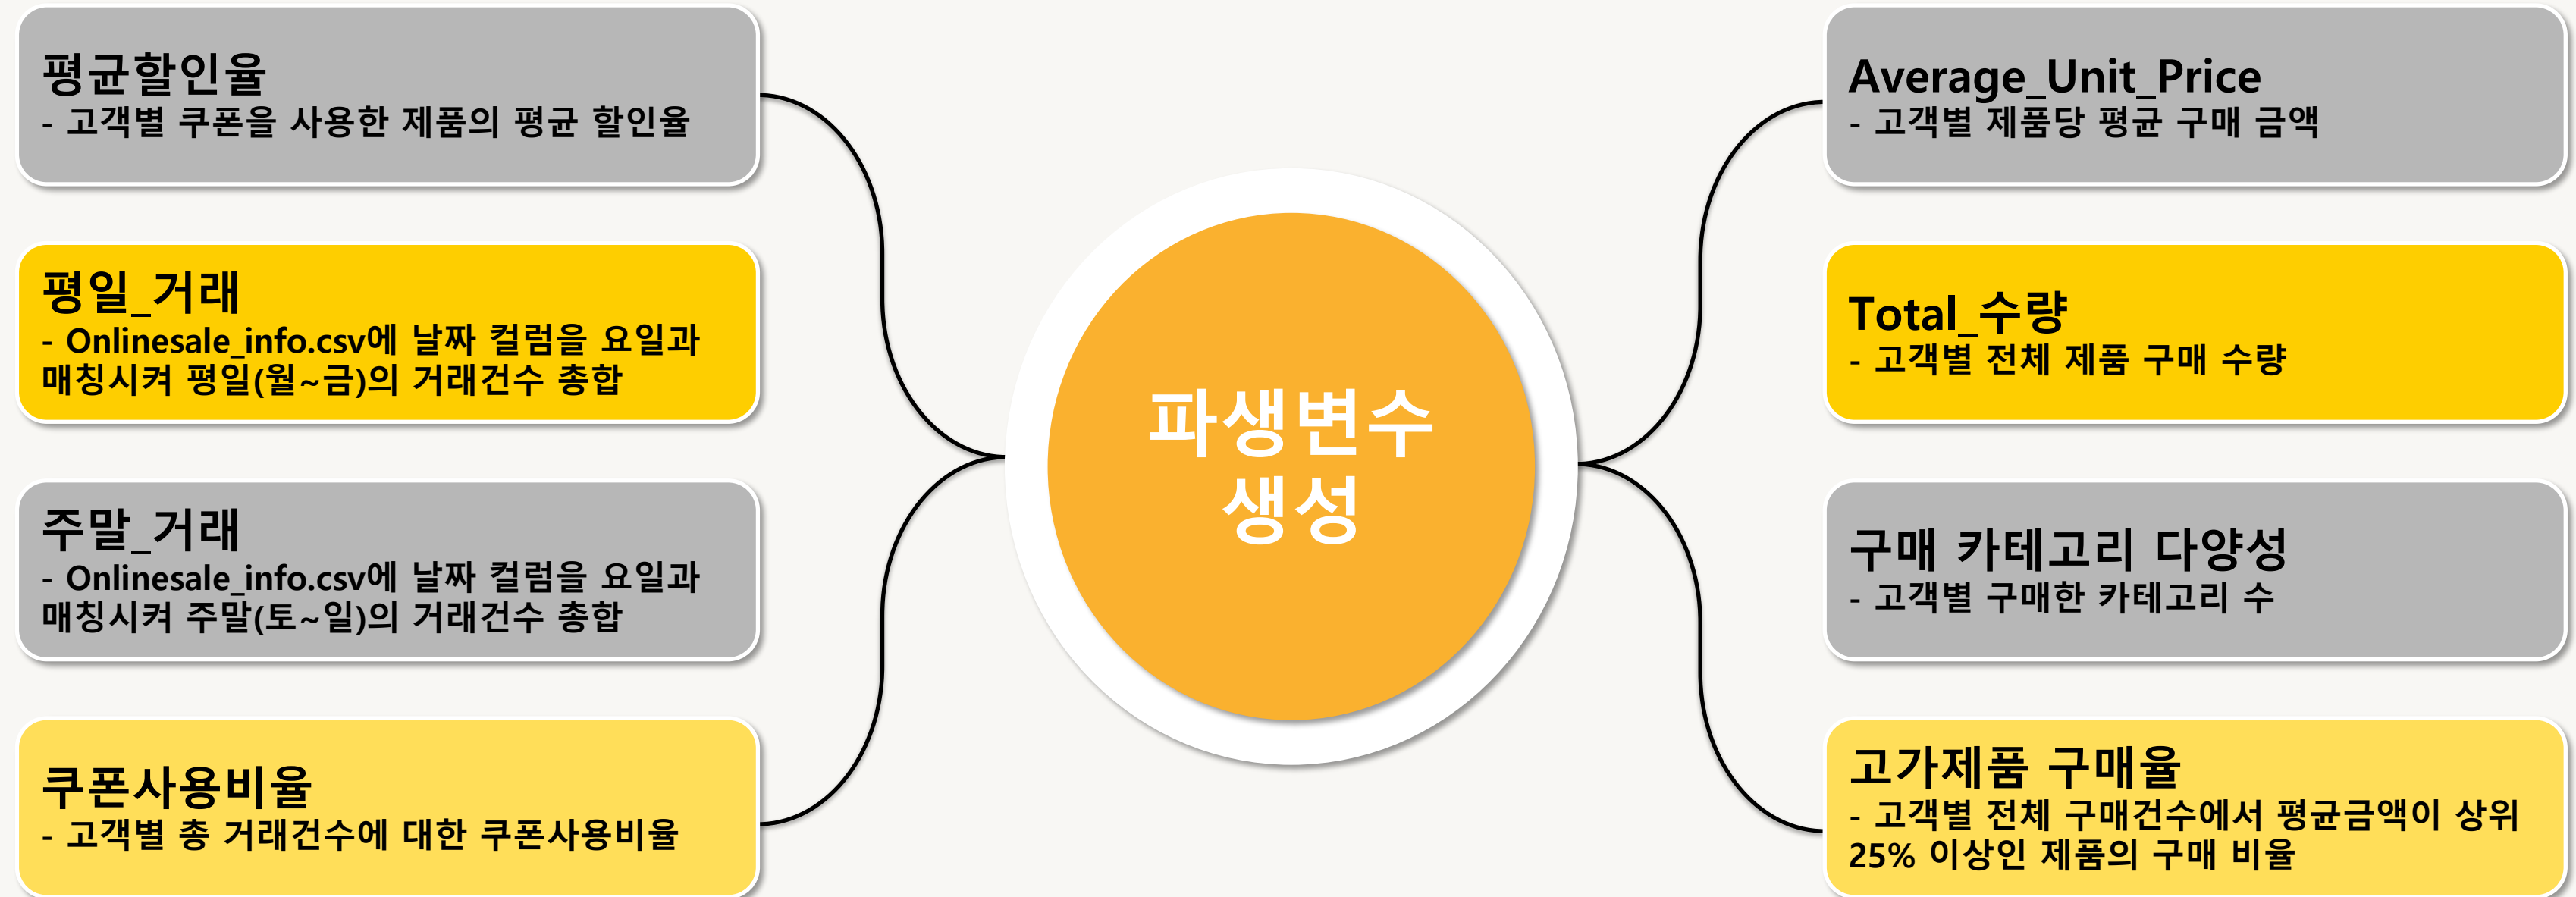 평균할인율
- 고객별 쿠폰을 사용한 제품의 평균 할인율
평일_거래
- Onlinesale_info.csv에 날짜 컬럼을 요일과
매칭시켜 평일(월~금)의 거래건수 총합
주말_거래
- Onlinesale_info.csv에 날짜 컬럼을 요일과
매칭시켜 주말(토~일)의 거래건수 총합
쿠폰사용비율
- 고객별 총 거래건수에 대한 쿠폰사용비율
파생변수
생성
Average_Unit_Price
- 고객별 제품당 평균 구매 금액
Total_수량
- 고객별 전체 제품 구매 수량
구매 카테고리 다양성
- 고객별 구매한 카테고리 수
고가제품 구매율
- 고객별 전체 구매건수에서 평균금액이 상위
25% 이상인 제품의 구매 비율